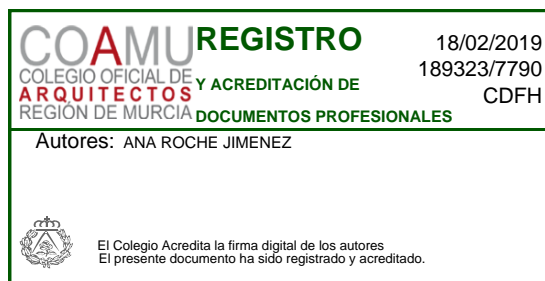 COAMU
COLEGIO OFICIAL DE
ARQUITECTOS
REGIÓN DE MURCIA
REGISTRO
Y ACREDITACIÓN DE
DOCUMENTOS PROFESIONALES
18/02/2019
189323/7790
CDFH
Autores: ANA ROCHE JIMENEZ
El Colegio Acredita la firma digital de los autores
El presente documento ha sido registrado y acreditado.